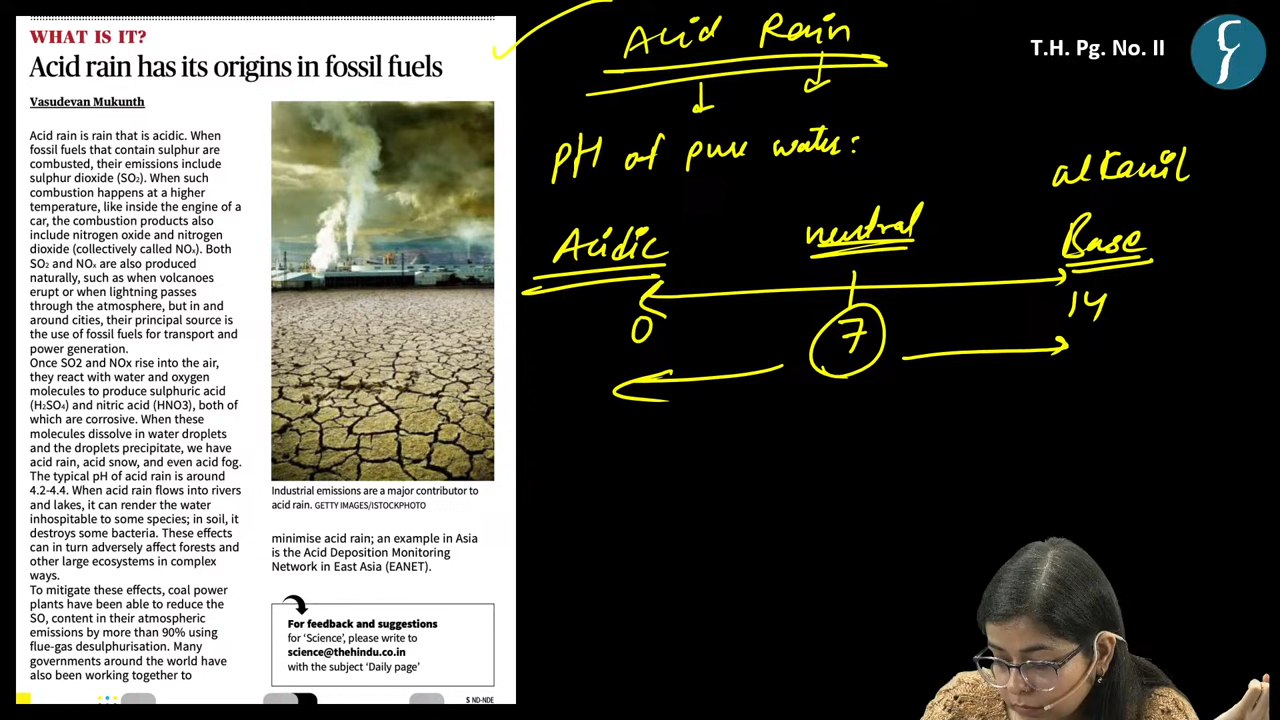 WHAT IS IT?
Acid rain has its origins in fossil fuels
Vasudevan Mukunth
Acid rain is rain that is acidic. When
fossil fuels that contain sulphur are
combusted, their emissions include
sulphur dioxide (SO₂). When such
combustion happens at a higher
temperature, like inside the engine of a
car, the combustion products also
include nitrogen oxide and nitrogen
dioxide (collectively called NOₓ). Both
SO₂ and NOₓ are also produced
naturally, such as when volcanoes
erupt or when lightning passes
through the atmosphere, but in and
around cities, their principal source is
the use of fossil fuels for transport and
power generation.
Once SO2 and NOx rise into the air,
they react with water and oxygen
molecules to produce sulphuric acid
(H₂SO4) and nitric acid (HNO3), both of
which are corrosive. When these
molecules dissolve in water droplets
and the droplets precipitate, we have
acid rain, acid snow, and even acid fog.
The typical pH of acid rain is around
4.2-4.4. When acid rain flows into rivers
and lakes, it can render the water
inhospitable to some species; in soil, it
destroys some bacteria. These effects
can in turn adversely affect forests and
other large ecosystems in complex
ways.
To mitigate these effects, coal power
plants have been able to reduce the
SO, content in their atmospheric
emissions by more than 90% using
flue-gas desulphurisation. Many
governments around the world have
also been working together to
Industrial emissions are a major contributor to
acid rain. GETTY IMAGES/ISTOCKPHOTO
minimise acid rain; an example in Asia
is the Acid Deposition Monitoring
Network in East Asia (EANET).
For feedback and suggestions
for ‘Science’, please write to
science@thehindu.co.in
with the subject ‘Daily page’
S ND-NDE
Acid Rain
T.H. Pg. No. II
PH of pure water:
alkanil
Acidic neutral Base
0 7 14